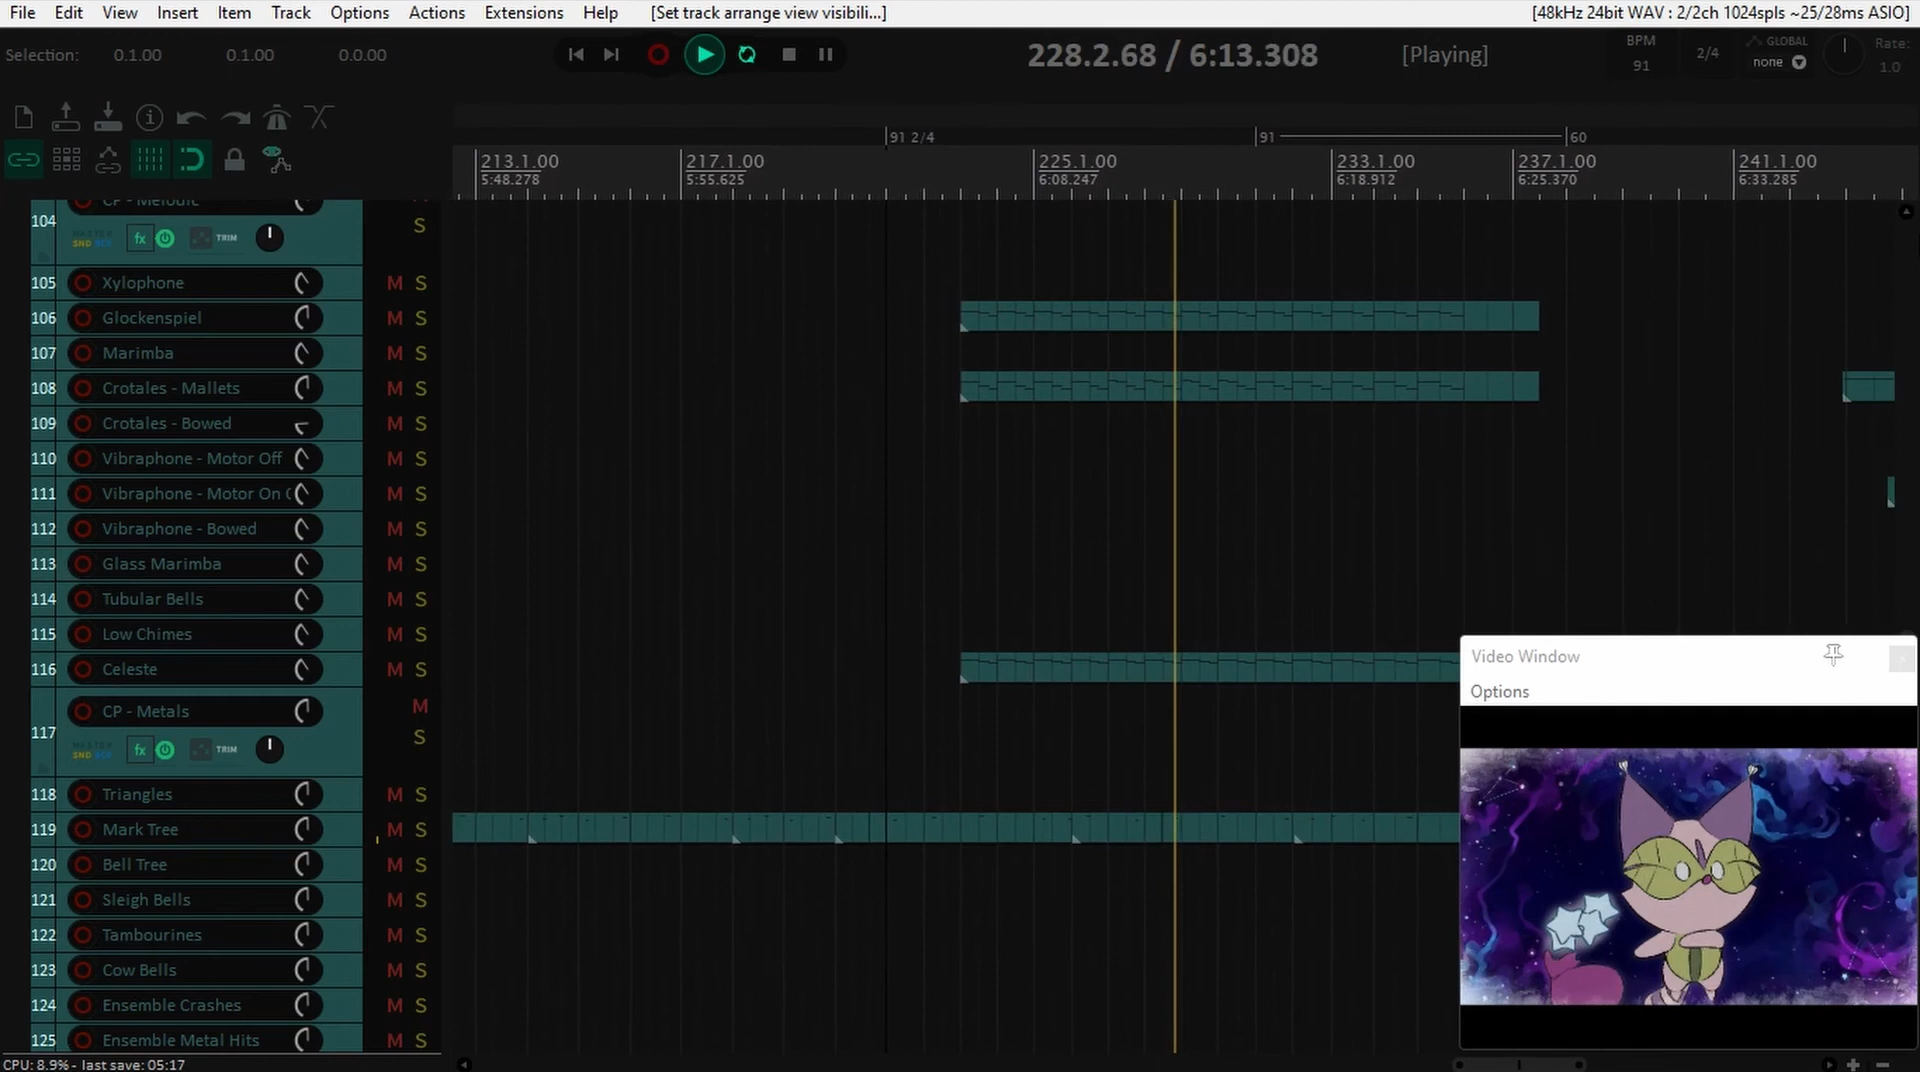 File Edit View Insert Item Track Options Actions Extensions Help [Set track arrange view visibili...] [48kHz 24bit WAV : 2/2ch 1024spls ~25/28ms ASIO]
Selection: 0.1.00 0.1.00 0.0.00 228.2.68 / 6:13.308 [Playing] BPM 91 2/4 GLOBAL none Rate: 1.0
91 2/4 91 60
213.1.00 217.1.00 225.1.00 233.1.00 237.1.00 241.1.00
5:48.278 5:55.625 6:08.247 6:18.912 6:25.370 6:33.285
104 S
fx TRIM
105 Xylophone M S
106 Glockenspiel M S
107 Marimba M S
108 Crotales - Mallets M S
109 Crotales - Bowed M S
110 Vibraphone - Motor Off M S
111 Vibraphone - Motor On M S
112 Vibraphone - Bowed M S
113 Glass Marimba M S
114 Tubular Bells M S
115 Low Chimes M S
116 Celeste M S
117 CP - Metals M S
fx TRIM
118 Triangles M S
119 Mark Tree M S
120 Bell Tree M S
121 Sleigh Bells M S
122 Tambourines M S
123 Cow Bells M S
124 Ensemble Crashes M S
125 Ensemble Metal Hits M S
Video Window
Options
CPU: 8.9% - last save: 05:17